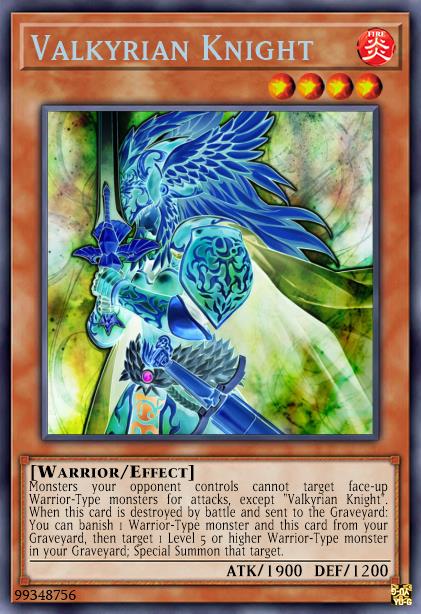 Valkyrian Knight
FIRE
炎
[Warrior/Effect]
Monsters your opponent controls cannot target face-up
Warrior-Type monsters for attacks, except "Valkyrian Knight".
When this card is destroyed by battle and sent to the Graveyard:
You can banish 1 Warrior-Type monster and this card from your
Graveyard, then target 1 Level 5 or higher Warrior-Type monster
in your Graveyard; Special Summon that target.
ATK/1900 DEF/1200
99348756